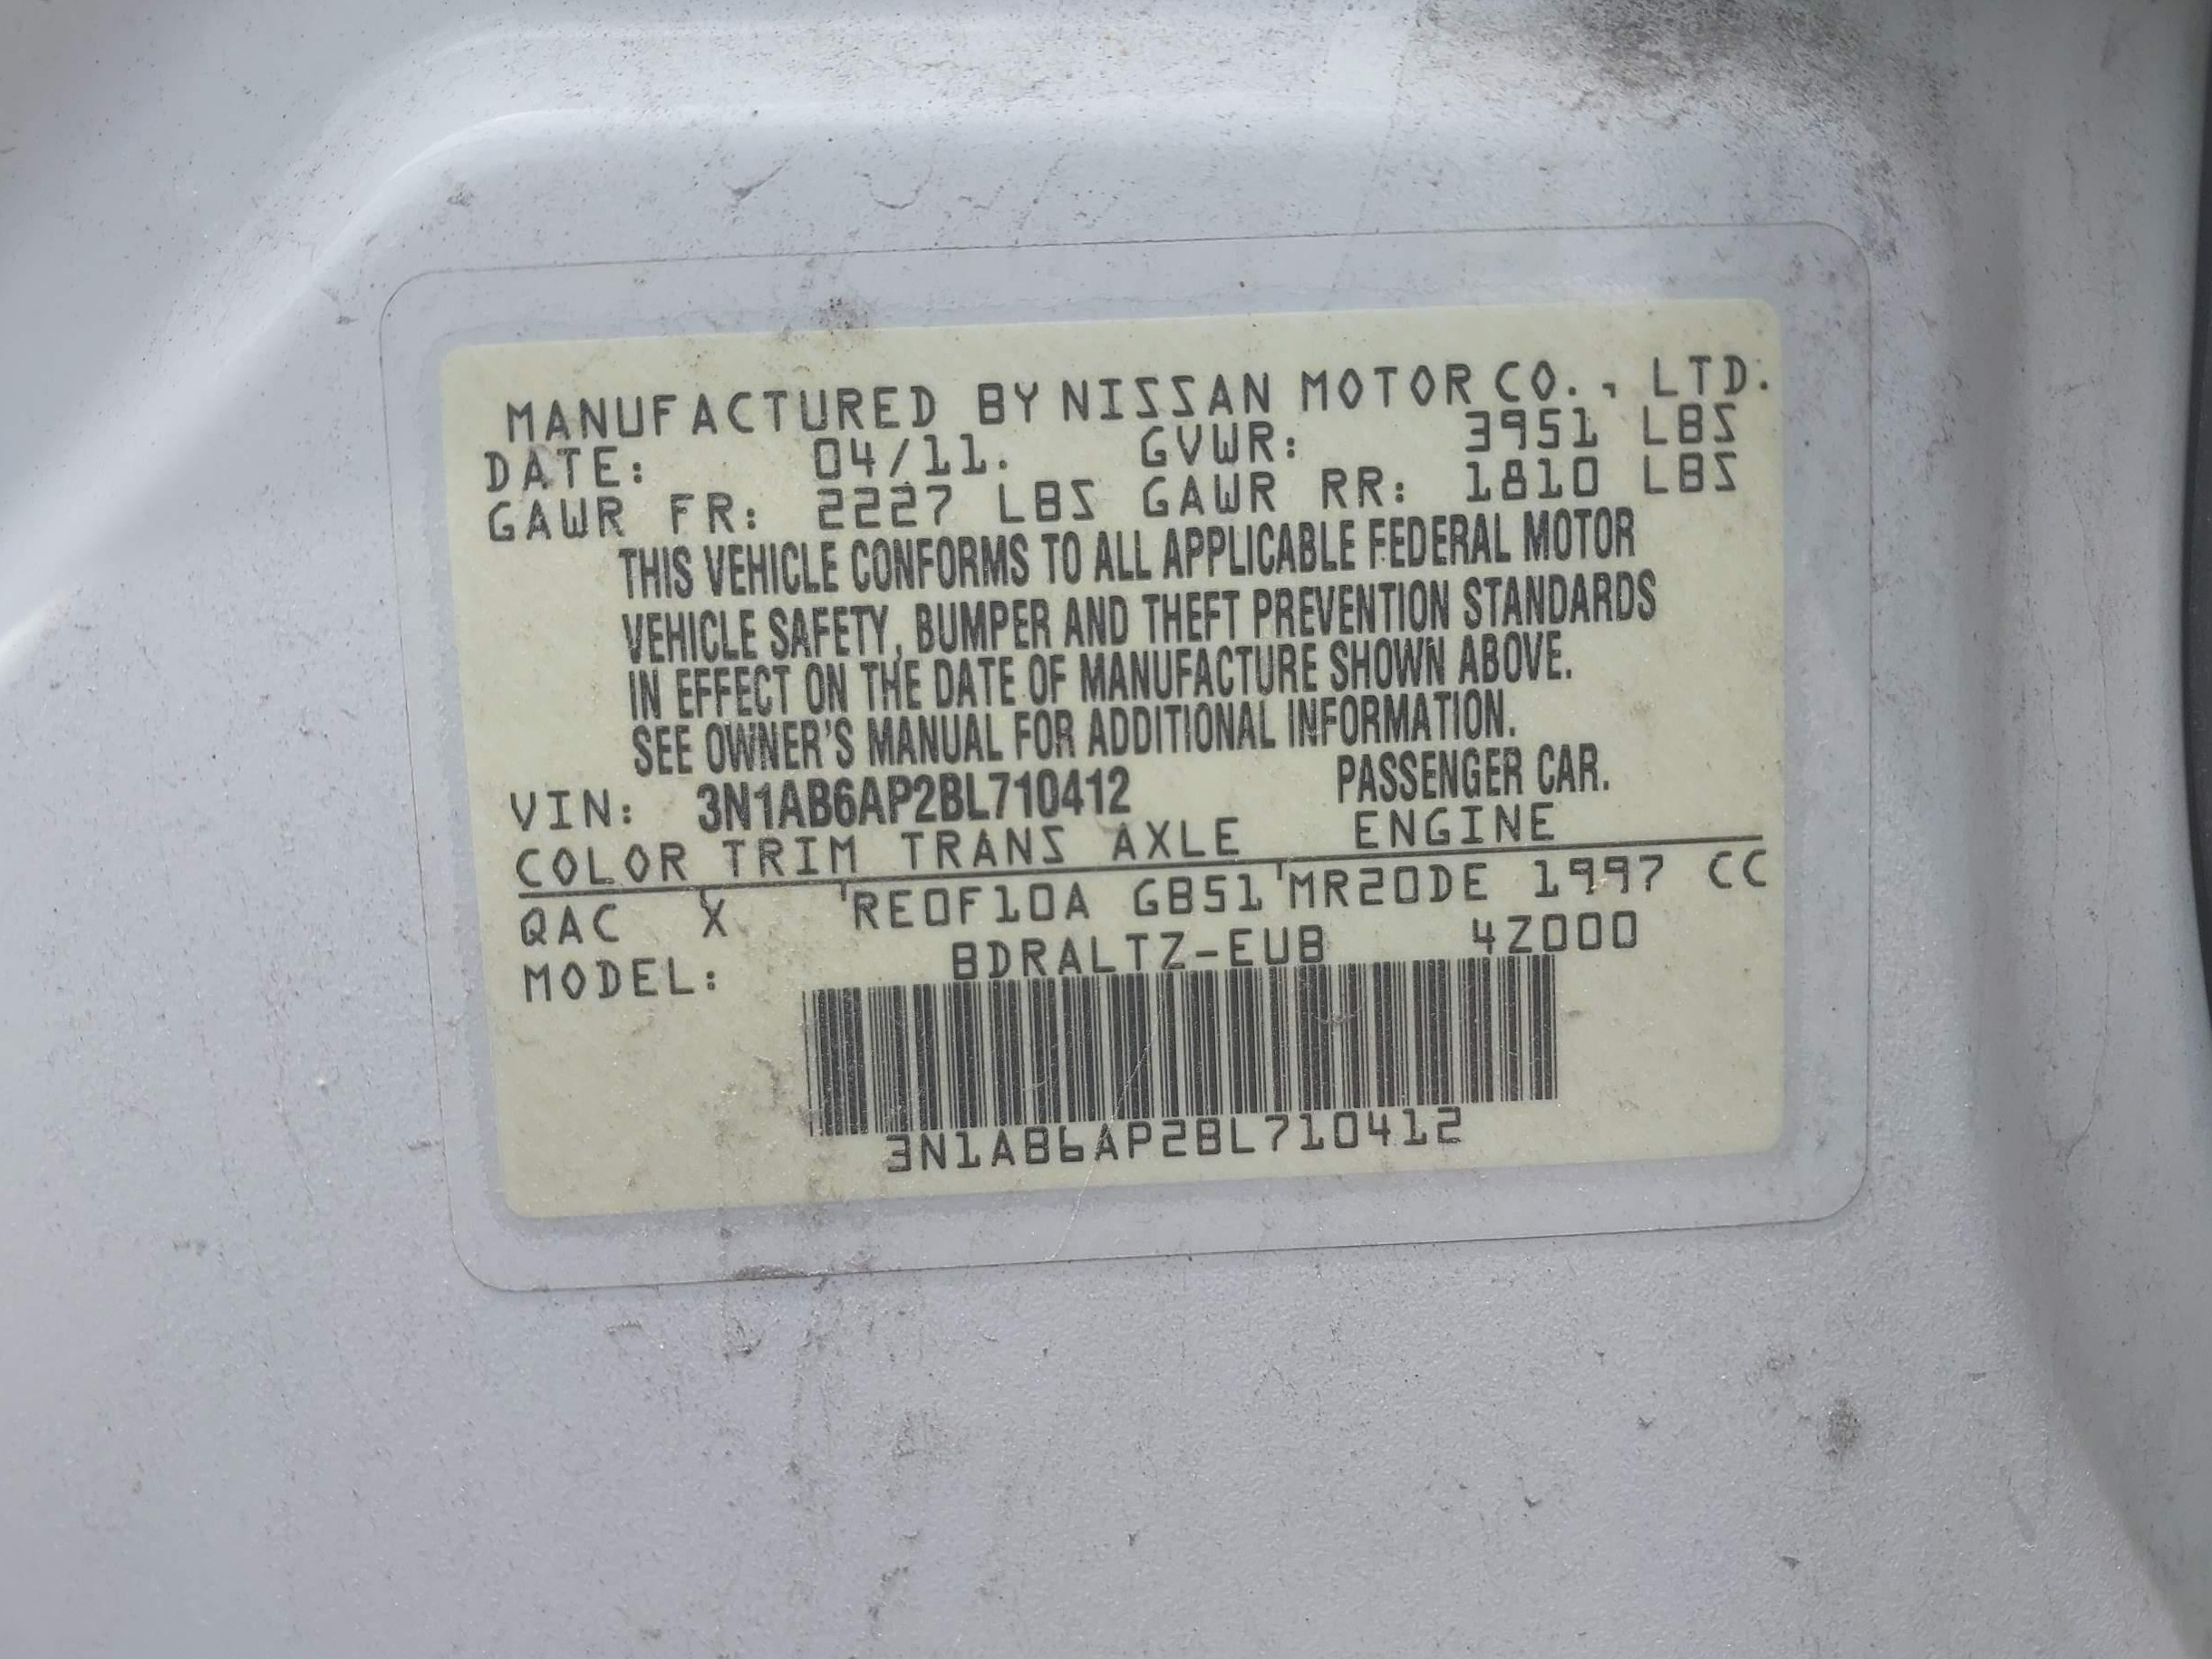 MANUFACTURED BY NISSAN MOTOR CO., LTD.
DATE: 04/11. GVWR: 3951 LBS
GAWR FR: 2227 LBS GAWR RR: 1810 LBS
THIS VEHICLE CONFORMS TO ALL APPLICABLE FEDERAL MOTOR
VEHICLE SAFETY, BUMPER AND THEFT PREVENTION STANDARDS
IN EFFECT ON THE DATE OF MANUFACTURE SHOWN ABOVE.
SEE OWNER'S MANUAL FOR ADDITIONAL INFORMATION.
VIN: 3N1AB6AP2BL710412 PASSENGER CAR.
COLOR TRIM TRANS AXLE ENGINE
QAC X RE0F10A GB51 MR20DE 1997 CC
MODEL: BDRALTZ-EUB 4Z000
3N1AB6AP2BL710412